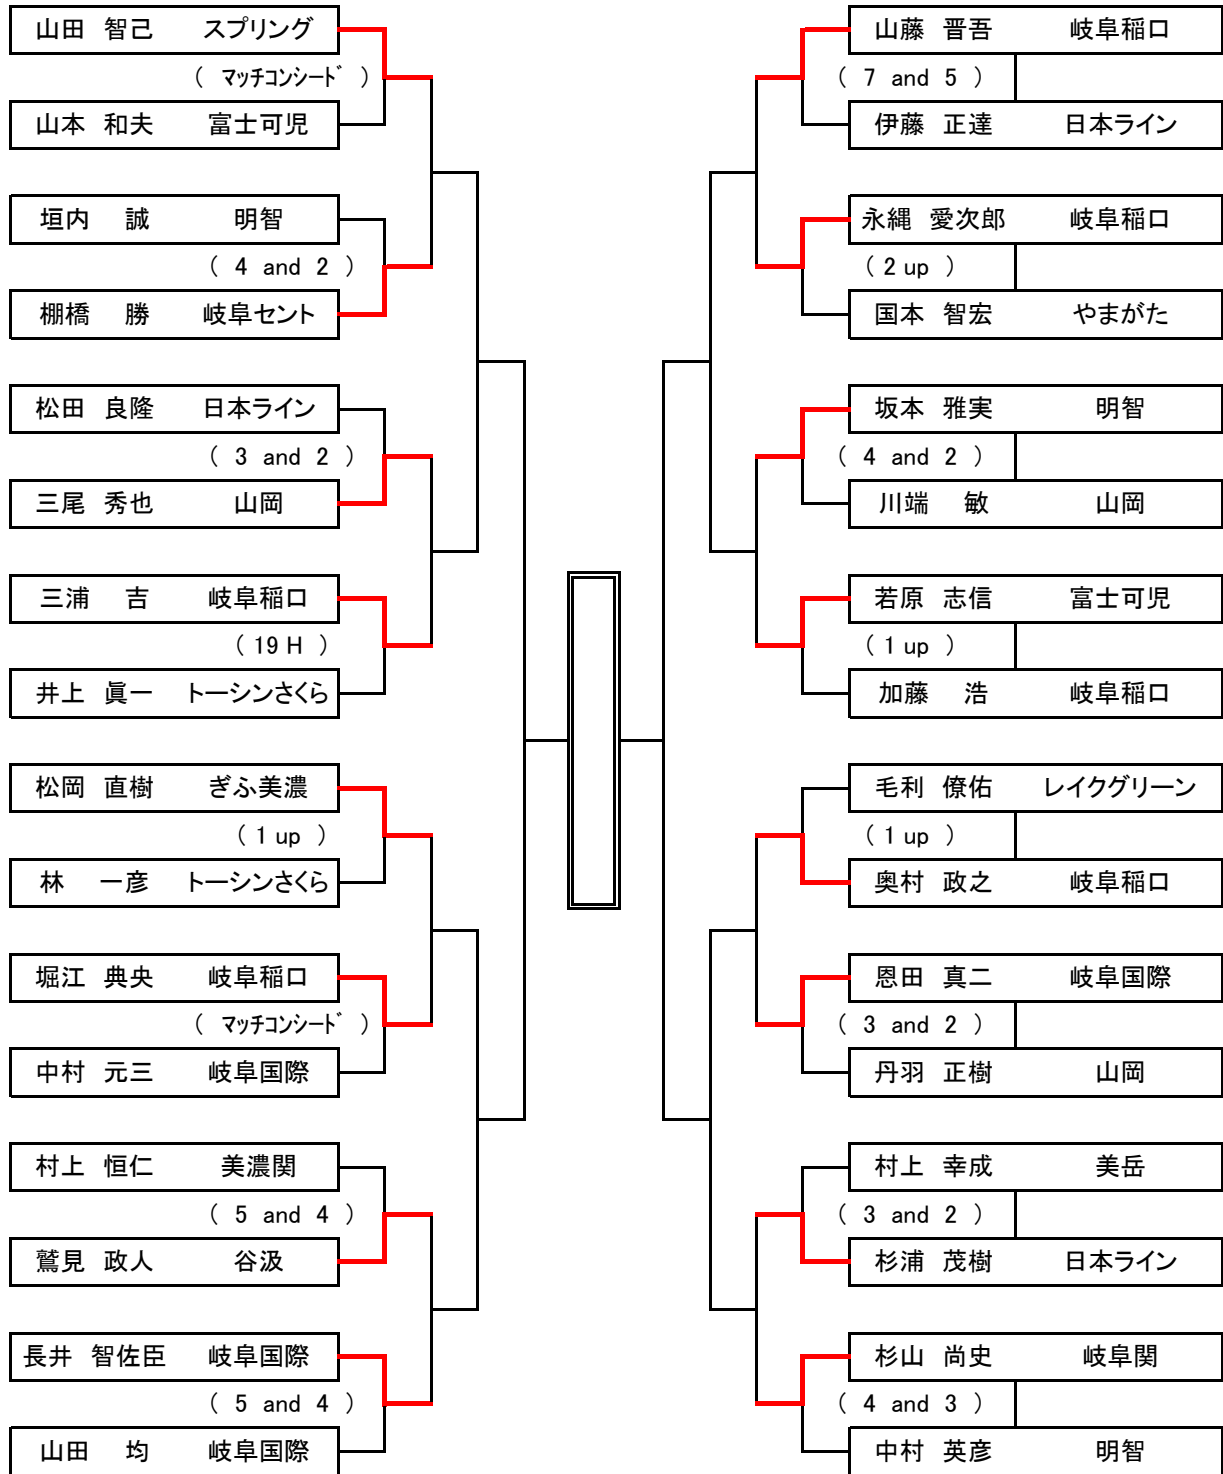 山田 智己 スプリング
( マッチコンシード )
山本 和夫 富士可児
垣内 誠 明智
( 4 and 2 )
棚橋 勝 岐阜セント
松田 良隆 日本ライン
( 3 and 2 )
三尾 秀也 山岡
三浦 吉 岐阜稲口
( 19 H )
井上 眞一 トーシンさくら
松岡 直樹 ぎふ美濃
( 1 up )
林 一彦 トーシンさくら
堀江 典央 岐阜稲口
( マッチコンシード )
中村 元三 岐阜国際
村上 恒仁 美濃関
( 5 and 4 )
鷲見 政人 谷汲
長井 智佐臣 岐阜国際
( 5 and 4 )
山田 均 岐阜国際
山藤 晋吾 岐阜稲口
( 7 and 5 )
伊藤 正達 日本ライン
永縄 愛次郎 岐阜稲口
( 2 up )
国本 智宏 やまがた
坂本 雅実 明智
( 4 and 2 )
川端 敏 山岡
若原 志信 富士可児
( 1 up )
加藤 浩 岐阜稲口
毛利 僚佑 レイクグリーン
( 1 up )
奥村 政之 岐阜稲口
恩田 真二 岐阜国際
( 3 and 2 )
丹羽 正樹 山岡
村上 幸成 美岳
( 3 and 2 )
杉浦 茂樹 日本ライン
杉山 尚史 岐阜関
( 4 and 3 )
中村 英彦 明智